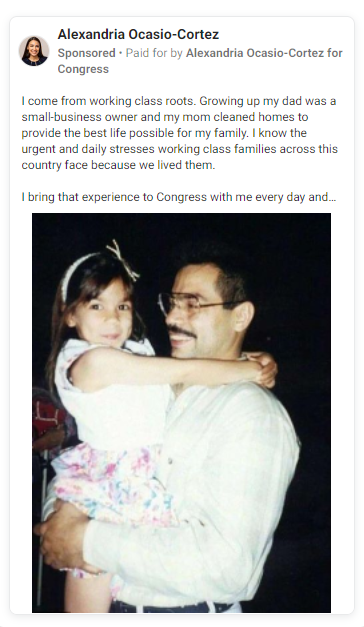 Alexandria Ocasio-Cortez
Sponsored • Paid for by Alexandria Ocasio-Cortez for
Congress
I come from working class roots. Growing up my dad was a
small-business owner and my mom cleaned homes to
provide the best life possible for my family. I know the
urgent and daily stresses working class families across this
country face because we lived them.
I bring that experience to Congress with me every day and...